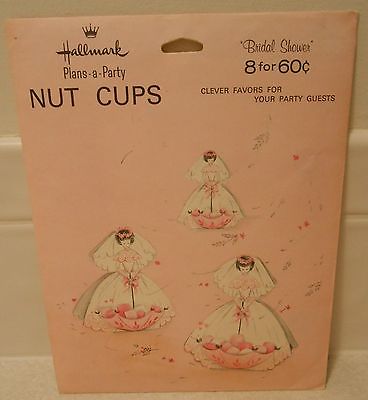 Hallmark
Plans-a-Party
NUT CUPS
"Bridal Shower"
8 for 60¢
CLEVER FAVORS FOR
YOUR PARTY GUESTS